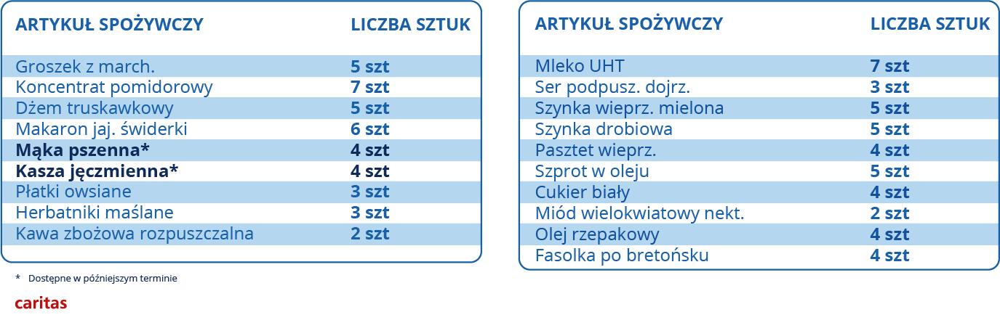 ARTYKUŁ SPOŻYWCZY LICZBA SZTUK
Groszek z march. 5 szt
Koncentrat pomidorowy 7 szt
Dżem truskawkowy 5 szt
Makaron jaj. świderki 6 szt
Mąka pszenna* 4 szt
Kasza jęczmienna* 4 szt
Płatki owsiane 3 szt
Herbatniki maślane 3 szt
Kawa zbożowa rozpuszczalna 2 szt
* Dostępne w późniejszym terminie
caritas
ARTYKUŁ SPOŻYWCZY LICZBA SZTUK
Mleko UHT 7 szt
Ser podpusz. dojrz. 3 szt
Szynka wieprz. mielona 5 szt
Szynka drobiowa 5 szt
Pasztet wieprz. 4 szt
Szprot w oleju 5 szt
Cukier biały 4 szt
Miód wielokwiatowy nekt. 2 szt
Olej rzepakowy 4 szt
Fasolka po bretońsku 4 szt